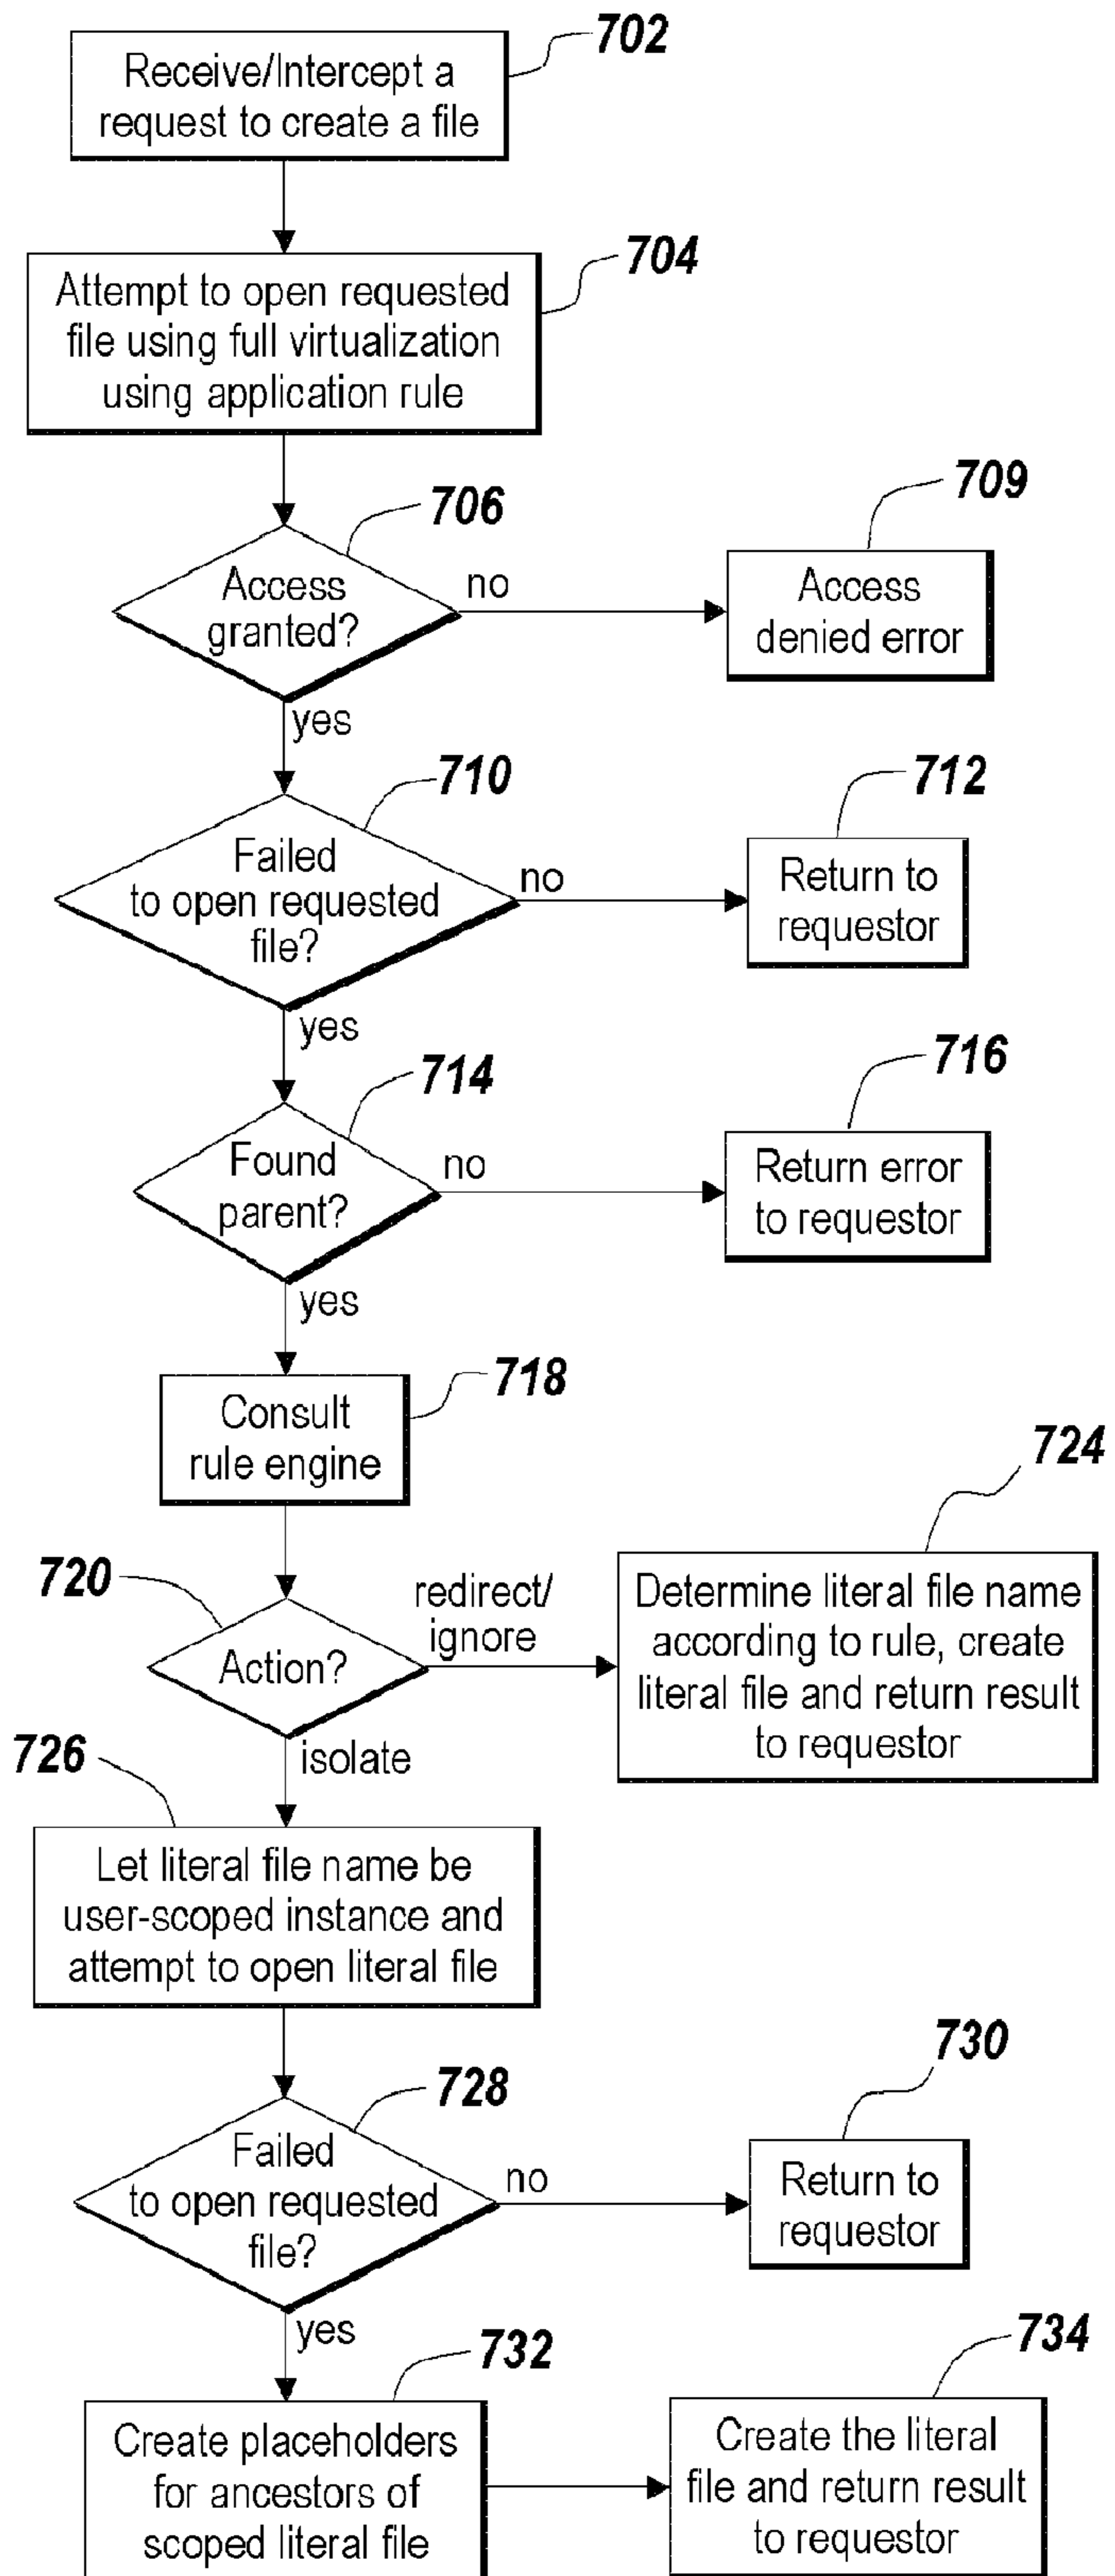 702
Receive/Intercept a
request to create a file
704
Attempt to open requested
file using full virtualization
using application rule
706
Access
granted?
no
709
Access
denied error
yes
710
Failed
to open requested
file?
no
712
Return to
requestor
yes
714
Found
parent?
no
716
Return error
to requestor
yes
718
Consult
rule engine
720
Action?
redirect/
ignore
724
Determine literal file name
according to rule, create
literal file and return result
to requestor
isolate
726
Let literal file name be
user-scoped instance and
attempt to open literal file
728
Failed
to open requested
file?
no
730
Return to
requestor
yes
732
Create placeholders
for ancestors of
scoped literal file
734
Create the literal
file and return result
to requestor